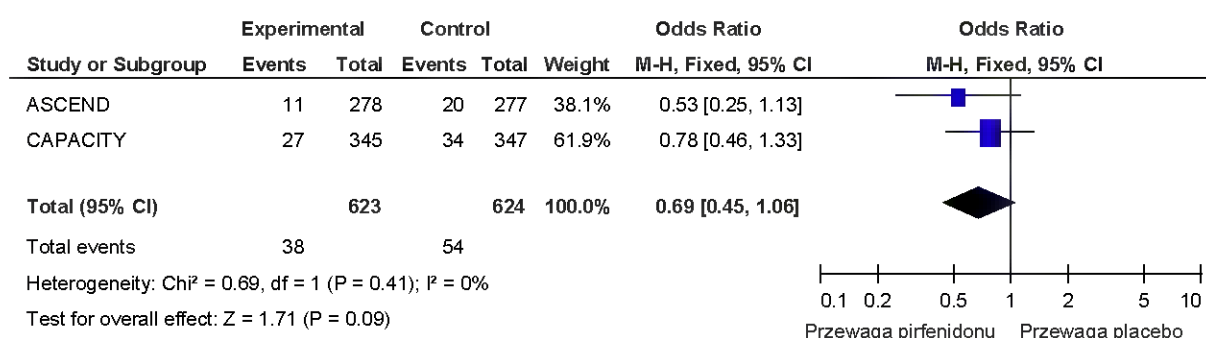 Experimental Control Odds Ratio Odds Ratio
Study or Subgroup Events Total Events Total Weight M-H, Fixed, 95% CI M-H, Fixed, 95% CI
ASCEND 11 278 20 277 38.1% 0.53 [0.25, 1.13]
CAPACITY 27 345 34 347 61.9% 0.78 [0.46, 1.33]
Total (95% CI) 623 624 100.0% 0.69 [0.45, 1.06]
Total events 38 54
Heterogeneity: Chi² = 0.69, df = 1 (P = 0.41); I² = 0%
Test for overall effect: Z = 1.71 (P = 0.09)
0.1 0.2 0.5 1 2 5 10
Przewaga pirfenidonu Przewaga placebo